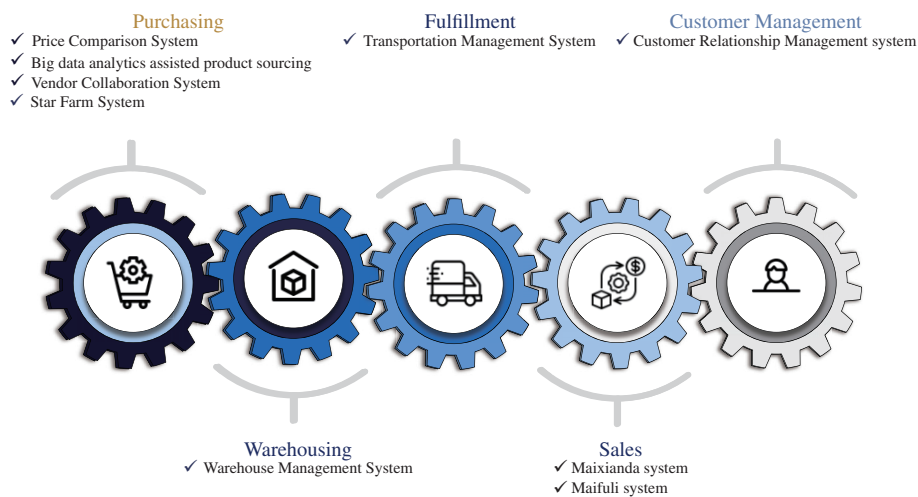 Purchasing
Price Comparison System
Big data analytics assisted product sourcing
Vendor Collaboration System
Star Farm System
Fulfillment
Transportation Management System
Customer Management
Customer Relationship Management system
$
Warehousing
Warehouse Management System
Sales
Maixianda system
Maifuli system